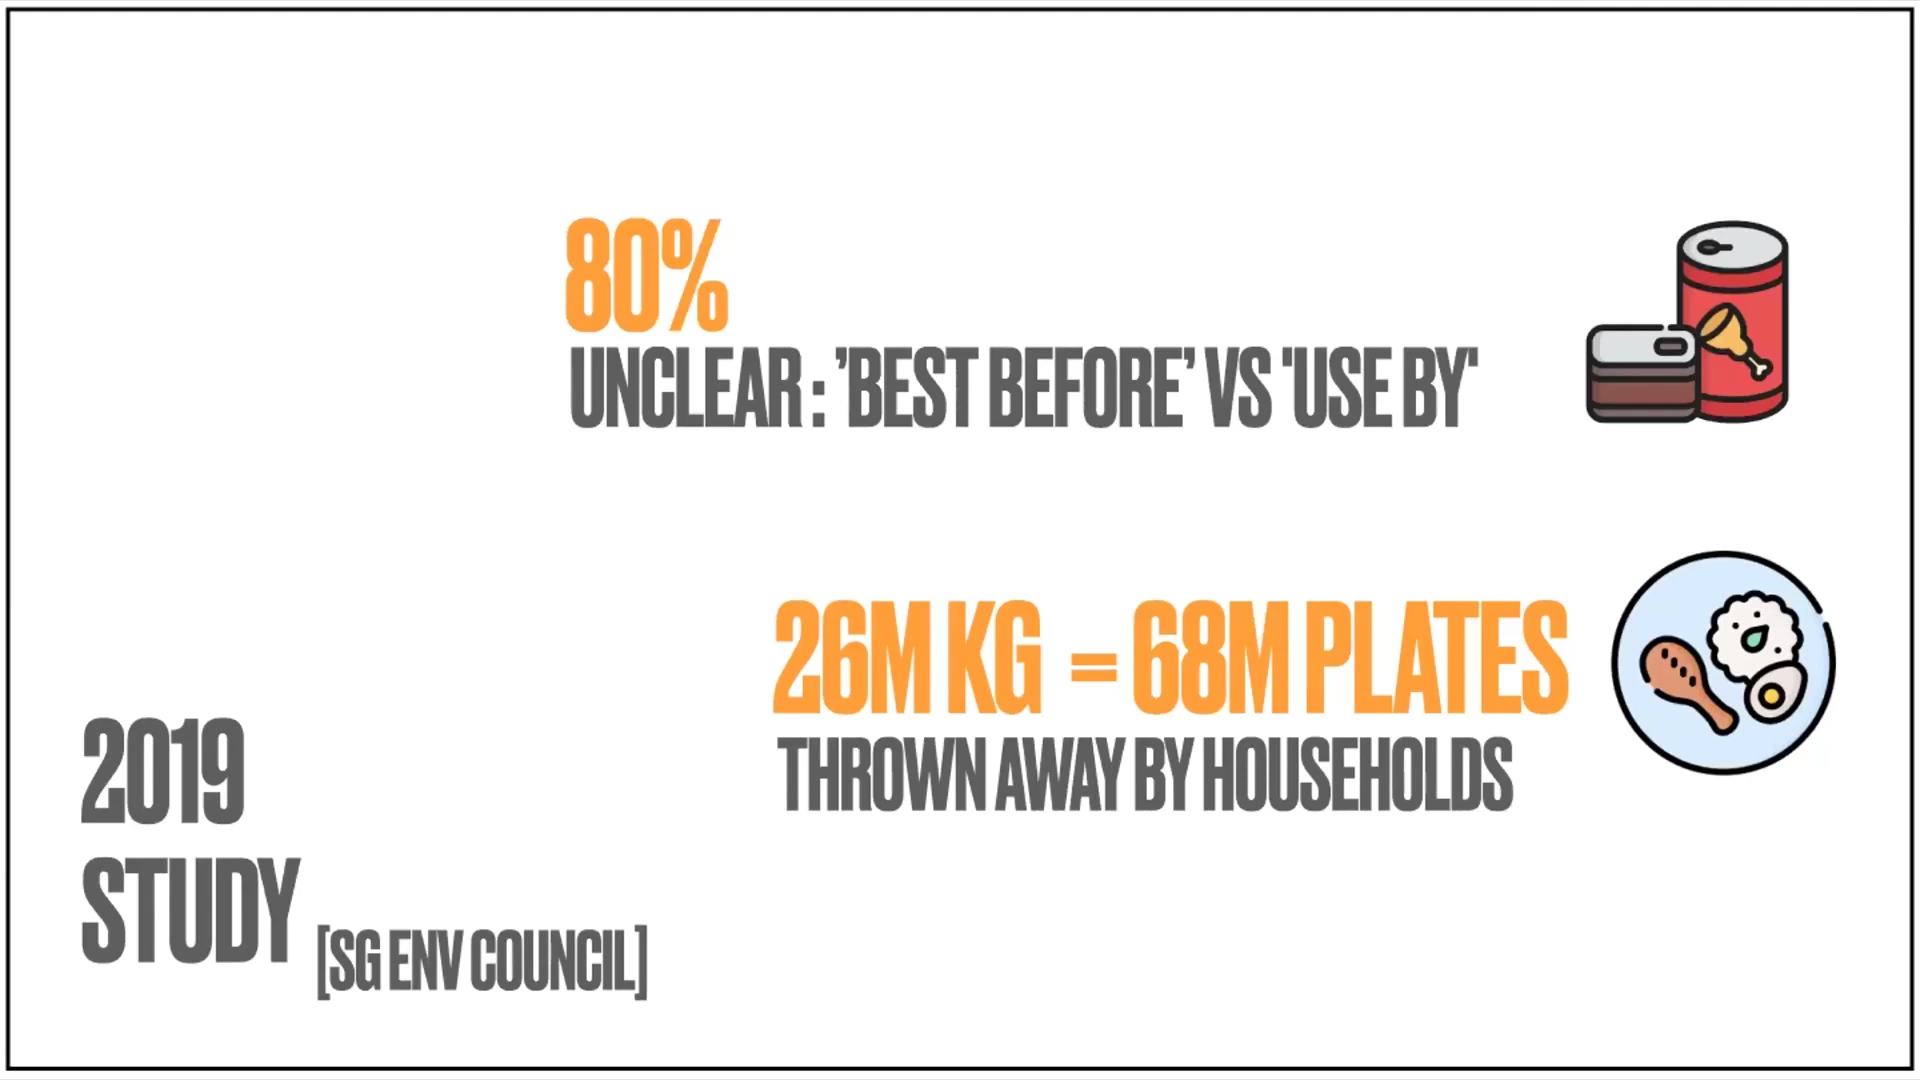 80%
UNCLEAR : ’BEST BEFORE’ VS 'USE BY'
26M KG = 68M PLATES
THROWN AWAY BY HOUSEHOLDS
2019
STUDY [SG ENV COUNCIL]